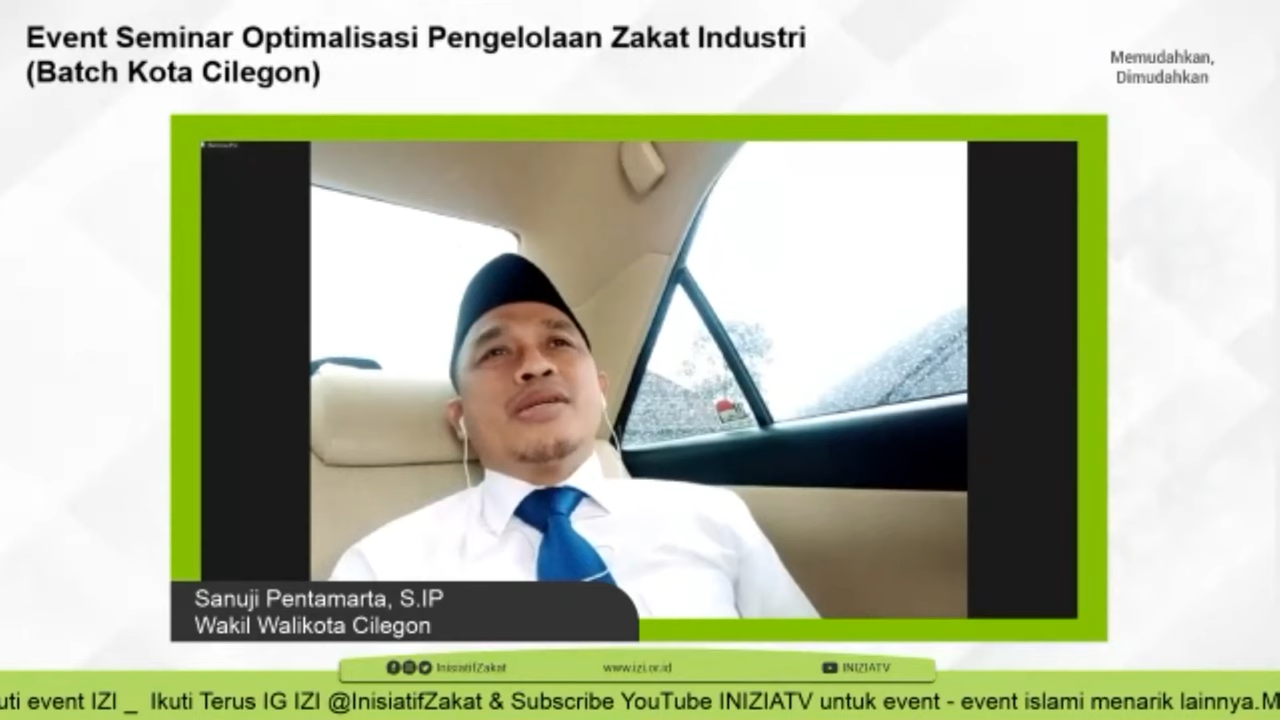 Event Seminar Optimalisasi Pengelolaan Zakat Industri
(Batch Kota Cilegon)
Memudahkan,
Dimudahkan
Sanuji Pentamarta, S.IP
Wakil Walikota Cilegon
InisiatifZakat www.izi.or.id INIZIATV
uti event IZI _ Ikuti Terus IG IZI @InisiatifZakat & Subscribe YouTube INIZIATV untuk event - event islami menarik lainnya.M